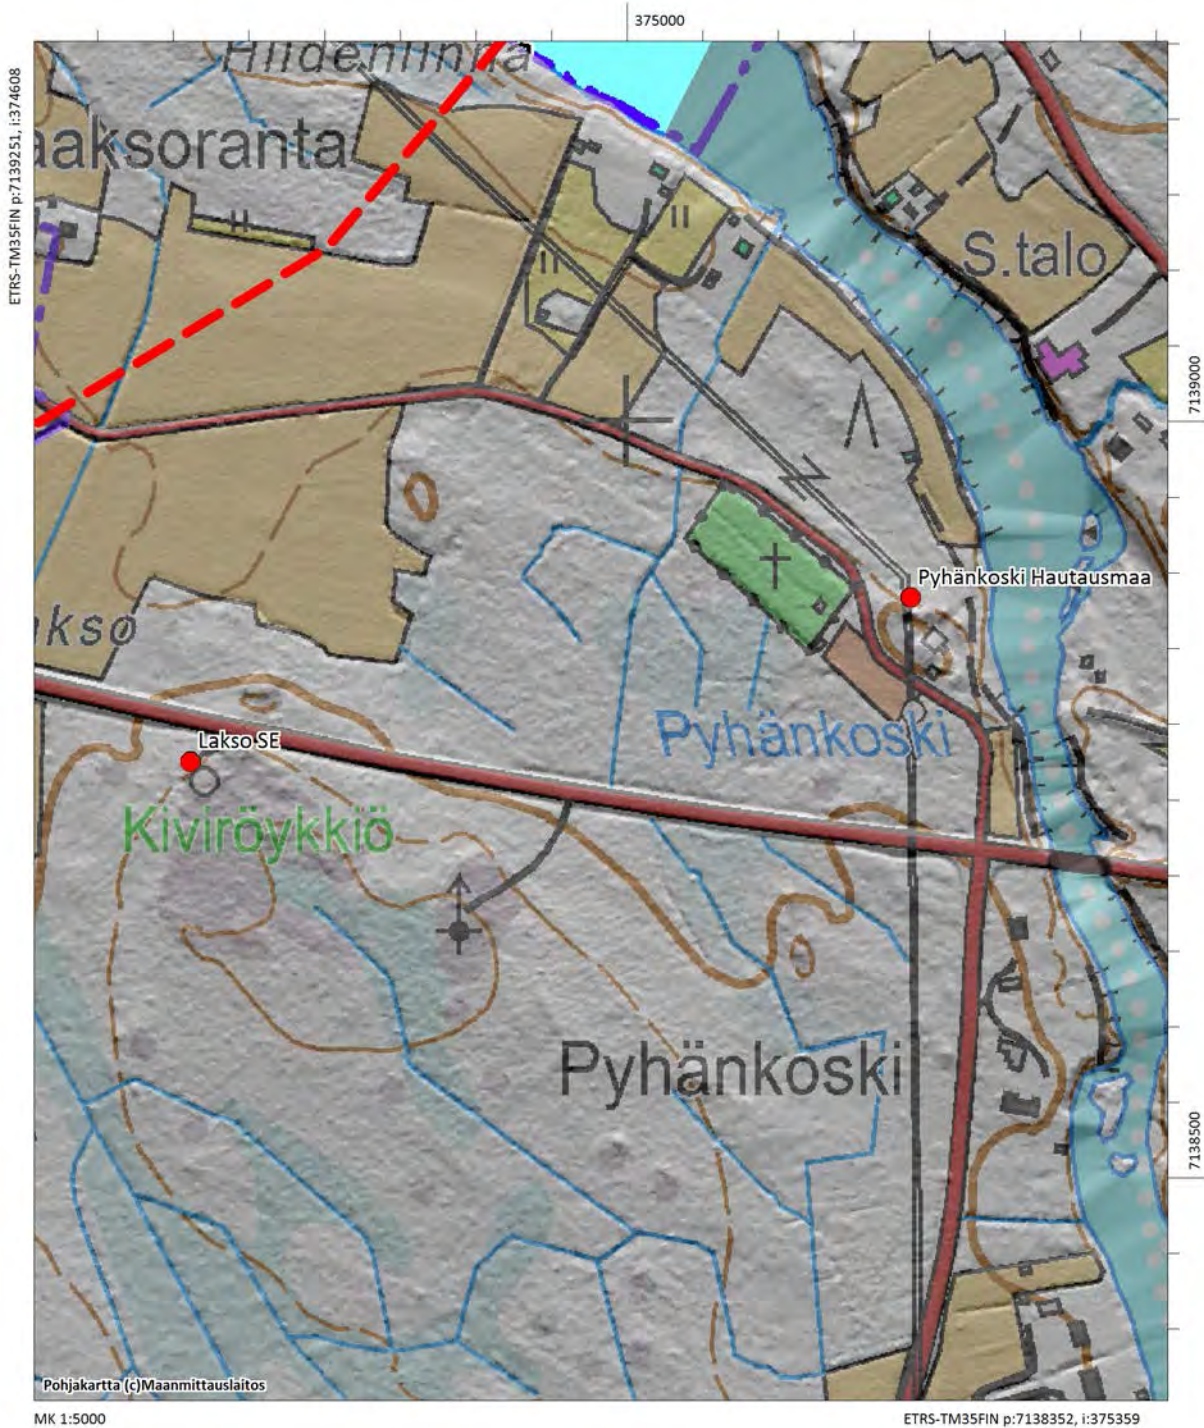 375000
ETRS-TM35FIN p:7139251, i:374608
Hiidenlinna
aaksoranta
S.talo
7139000
Pyhänkoski Hautausmaa
kso
Pyhänkoski
Lakso SE
Kiviröykkiö
Pyhänkoski
7138500
Pohjakartta (c)Maanmittauslaitos
MK 1:5000
ETRS-TM35FIN p:7138352, i:375359